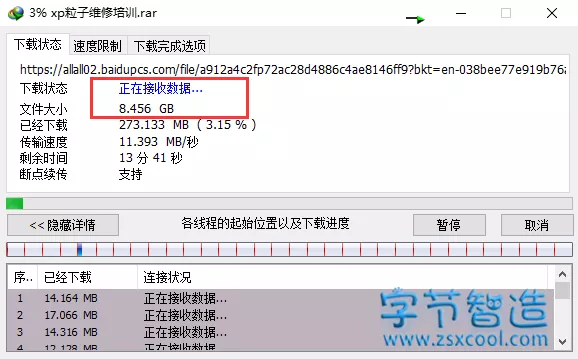 3% xp粒子维修培训.rar
下载状态 速度限制 下载完成选项
https://allall02.baidupcs.com/file/a912a4c2fp72ac28d4886c4ae8146ff9?bkt=en-038bee77e919b76a
下载状态 正在接收数据...
文件大小 8.456 GB
已经下载 273.133 MB ( 3.15 % )
传输速度 11.393 MB/秒
剩余时间 13 分 41 秒
断点续传 支持
<< 隐藏详情 各线程的起始位置以及下载进度 暂停 取消
序.. 已经下载 连接状况
1 14.164 MB 正在接收数据...
2 17.066 MB 正在接收数据...
3 14.316 MB 正在接收数据...
4 12.128 MB 正在接收数据...
字节智造
www.zsxcool.com